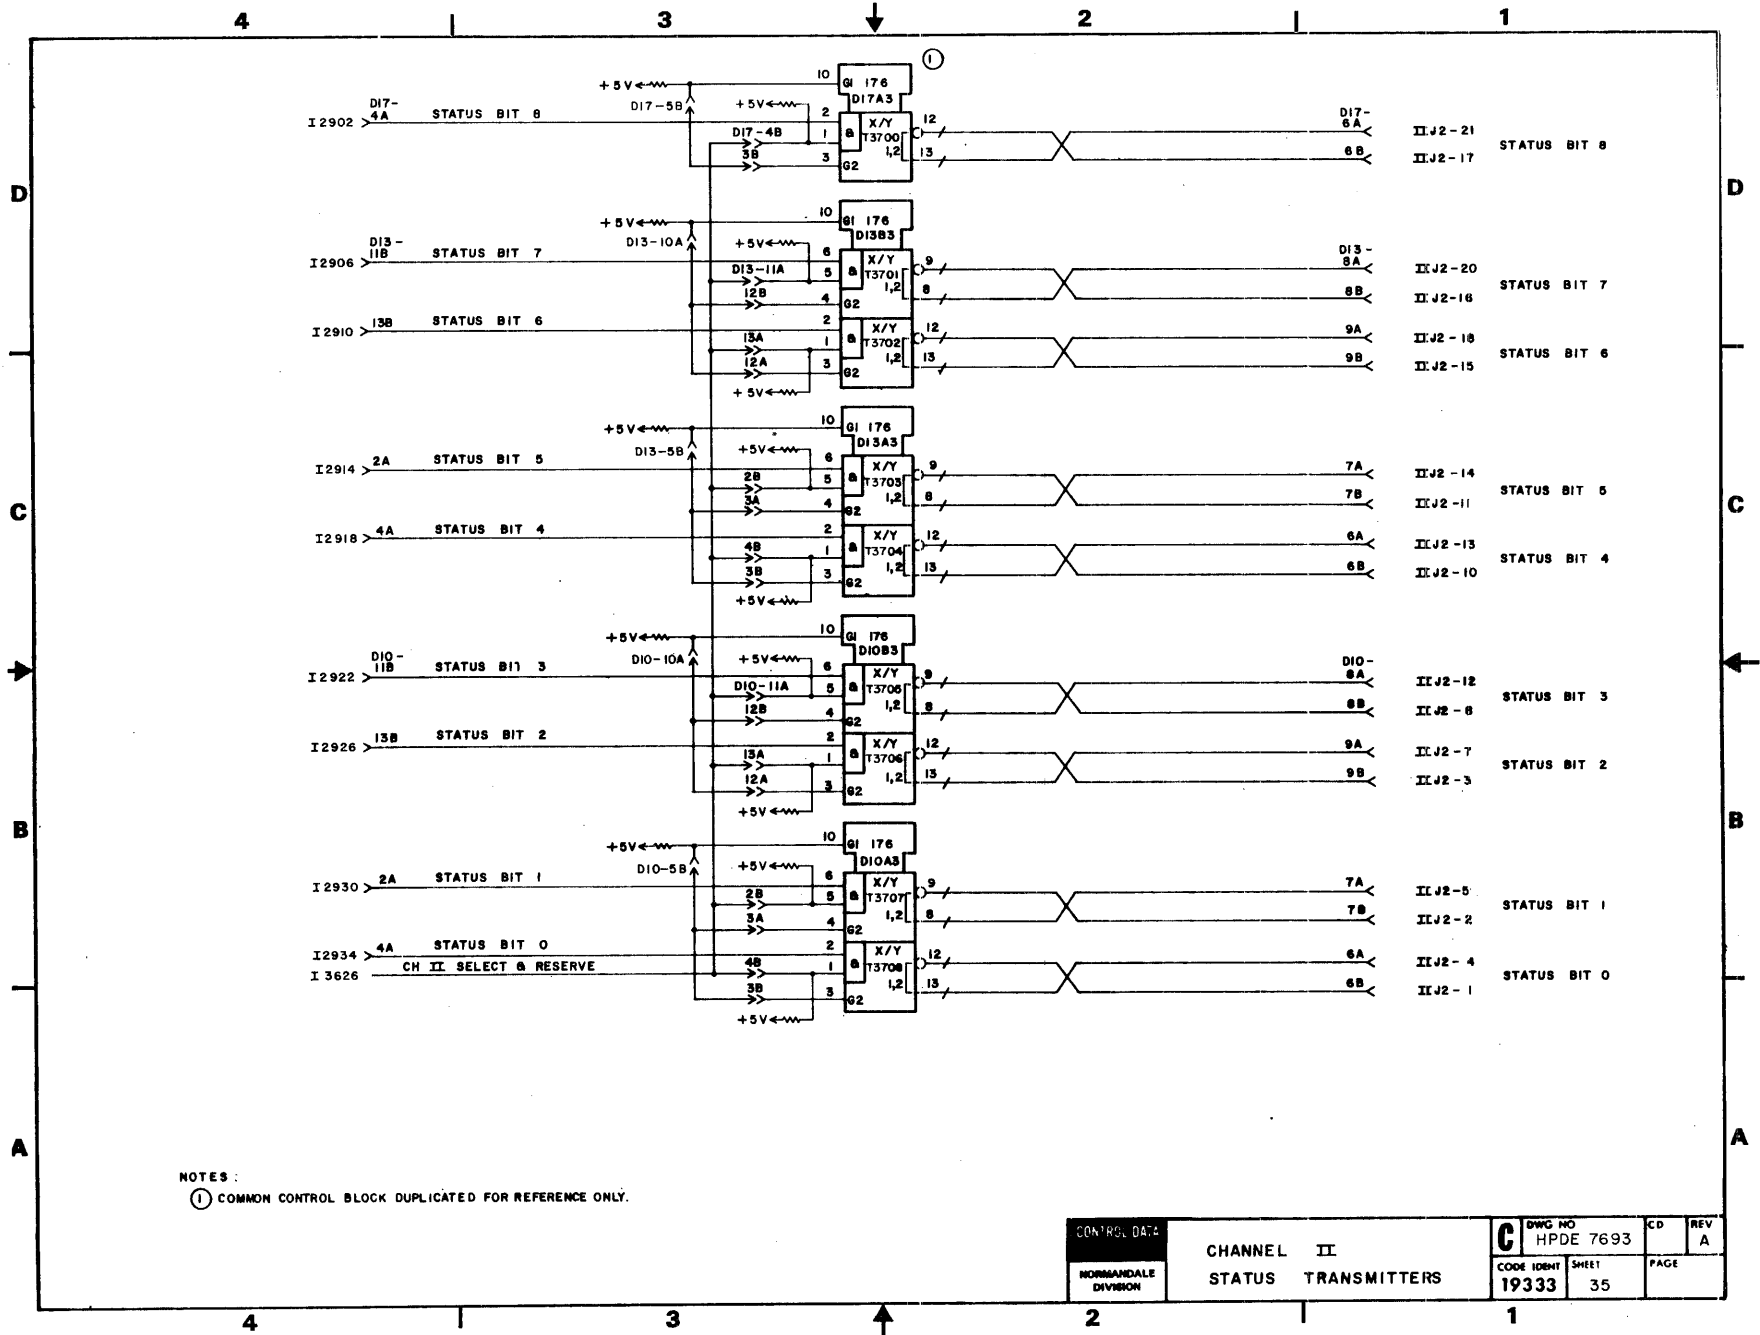 4 3 2 1
D
C
B
A
1
+5V 10 G1 176
D17A3
D17-5B +5V
I2902 D17-4A STATUS BIT 8 2 & X/Y 12 D17-6A IIJ2-21
D17-4B 1 T3700 STATUS BIT 8
3B 3 G2 1,2 13 6B IIJ2-17
+5V 10 G1 176
D13B3
D13-10A +5V
I2906 D13-11B STATUS BIT 7 6 & X/Y 9 D13-8A IIJ2-20
D13-11A 5 T3701 STATUS BIT 7
12B 4 G2 1,2 8 8B IIJ2-16
I2910 13B STATUS BIT 6 2 & X/Y 12 9A IIJ2-18
13A 1 T3702 STATUS BIT 6
12A 3 G2 1,2 13 9B IIJ2-15
+5V
+5V 10 G1 176
D13A3
D13-5B +5V
I2914 2A STATUS BIT 5 6 & X/Y 9 7A IIJ2-14
2B 5 T3703 STATUS BIT 5
3A 4 G2 1,2 8 7B IIJ2-11
I2918 4A STATUS BIT 4 2 & X/Y 12 6A IIJ2-13
4B 1 T3704 STATUS BIT 4
3B 3 G2 1,2 13 6B IIJ2-10
+5V
+5V 10 G1 176
D10B3
D10-10A +5V
I2922 D10-11B STATUS BIT 3 6 & X/Y 9 D10-8A IIJ2-12
D10-11A 5 T3705 STATUS BIT 3
12B 4 G2 1,2 8 8B
I2926 13B STATUS BIT 2 2 & X/Y 12 9A IIJ2-7
13A 1 T3706 STATUS BIT 2
12A 3 G2 1,2 13 9B IIJ2-3
+5V
+5V 10 G1 176
D10A3
D10-5B +5V
I2930 2A STATUS BIT 1 6 & X/Y 9 7A IIJ2-5
2B 5 T3707 STATUS BIT 1
3A 4 G2 1,2 8 7B IIJ2-2
I2934 4A STATUS BIT 0 2 & X/Y 12 6A IIJ2-4
I3626 CH II SELECT & RESERVE 4B 1 T3708 STATUS BIT 0
3B 3 G2 1,2 13 6B IIJ2-1
+5V
D
C
B
A
NOTES:
1 COMMON CONTROL BLOCK DUPLICATED FOR REFERENCE ONLY.
CONTROL DATA
NORMANDALE
DIVISION
CHANNEL II
STATUS TRANSMITTERS
C
DWG NO
HPDE 7693
CD
REV
A
CODE IDENT
19333
SHEET
35
PAGE
4 3 2 1